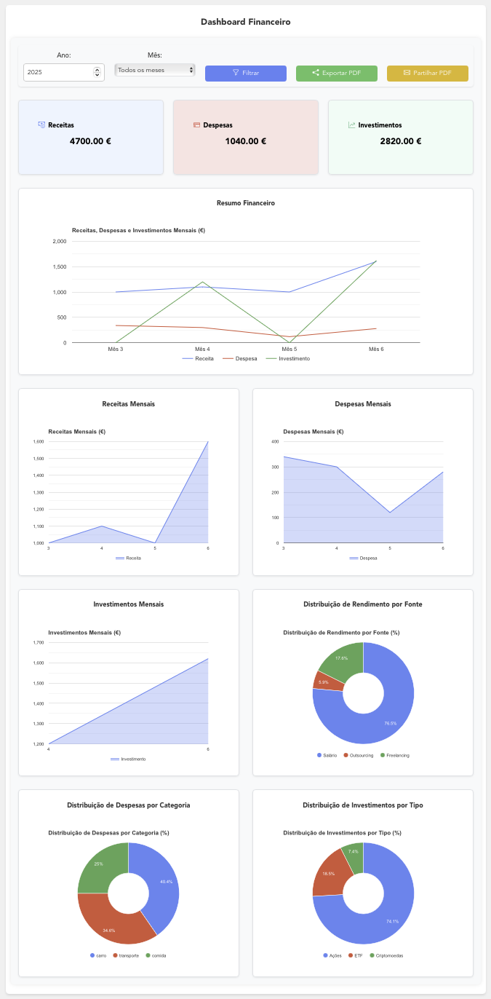 Dashboard Financeiro
Ano:
Mês:
2025
Todos os meses
Filtrar
Exportar PDF
Partilhar PDF
Receitas
4700.00 €
Despesas
1040.00 €
Investimentos
2820.00 €
Resumo Financeiro
Receitas, Despesas e Investimentos Mensais (€)
2,000
1,500
1,000
500
0
Mês 3 Mês 4 Mês 5 Mês 6
Receita Despesa Investimento
Receitas Mensais
Receitas Mensais (€)
1,600
1,500
1,400
1,300
1,200
1,100
1,000
3 4 5 6
Receita
Despesas Mensais
Despesas Mensais (€)
400
300
200
100
0
3 4 5 6
Despesa
Investimentos Mensais
Investimentos Mensais (€)
1,700
1,600
1,500
1,400
1,300
1,200
4 6
Investimento
Distribuição de Rendimento por Fonte
Distribuição de Rendimento por Fonte (%)
17.6%
5.9%
76.5%
Salário Outsourcing Freelancing
Distribuição de Despesas por Categoria
Distribuição de Despesas por Categoria (%)
25%
40.4%
34.6%
carro transporte comida
Distribuição de Investimentos por Tipo
Distribuição de Investimentos por Tipo (%)
7.4%
18.5%
74.1%
Ações ETF Criptomoedas